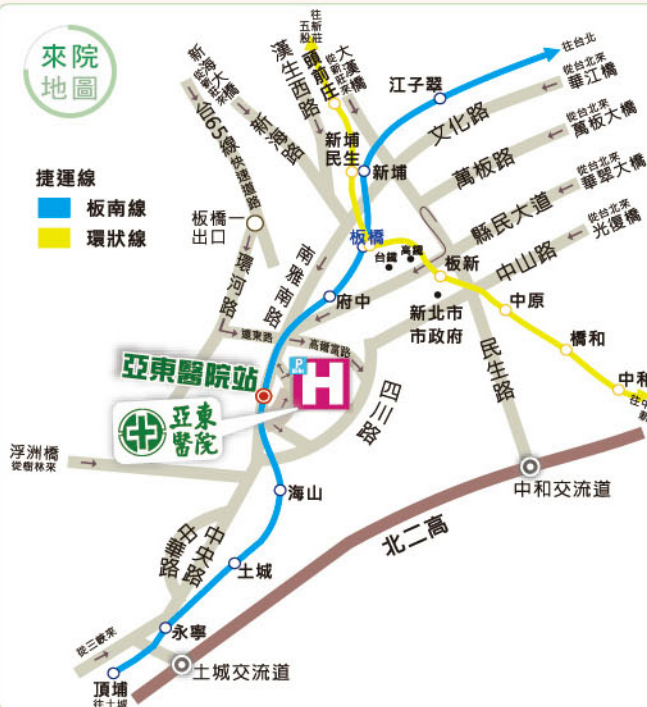 來院
地圖
捷運線
板南線
環狀線
往台北
往新莊
五股
頭前庄
漢生西路
從新莊來
大漢橋
新海大橋
台65線
快速道路
新海路
江子翠
文化路
從台北來
華江橋
萬板路
從台北來
萬板大橋
縣民大道
從台北來
華翠大橋
中山路
從台北來
光復橋
新埔
民生
新埔
板橋一
出口
環河路
南雅南路
板橋
台鐵
高鐵
板新
府中
新北市
市政府
中原
民生路
橋和
中和
遠東路
高爾富路
P
H
亞東醫院站
亞東
醫院
四川路
浮洲橋
從樹林來
海山
中和交流道
北二高
中央路
中華路
土城
從三峽來
永寧
土城交流道
頂埔
往土城